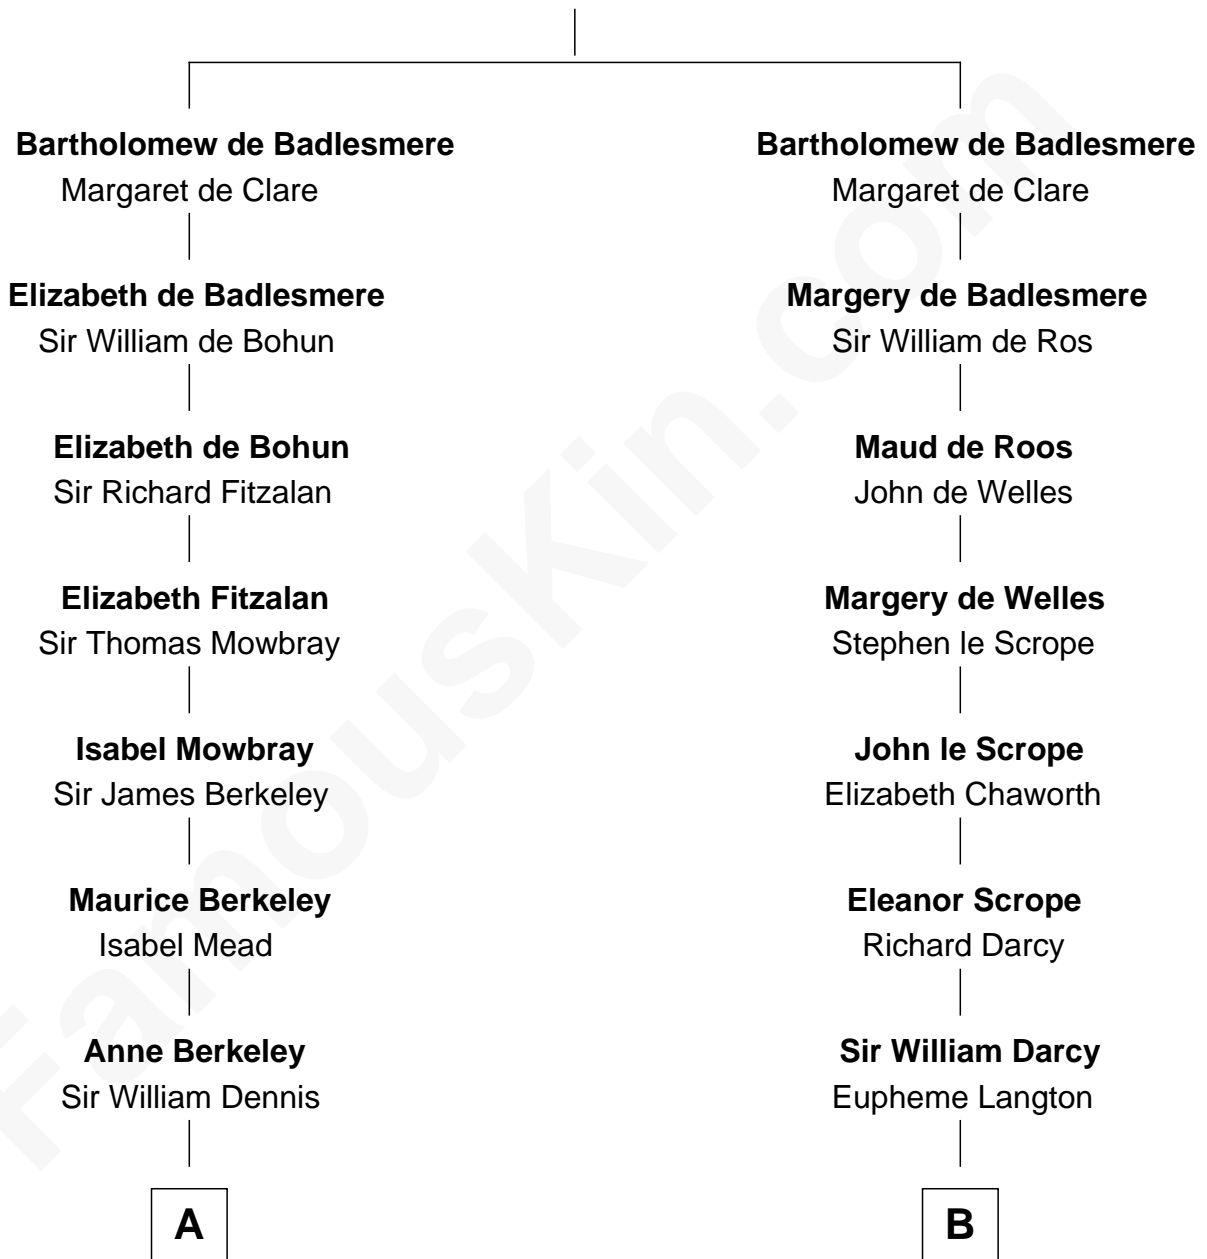 Bartholomew de Badlesmere
Margaret de Clare
Elizabeth de Badlesmere
Sir William de Bohun
Elizabeth de Bohun
Sir Richard Fitzalan
Elizabeth Fitzalan
Sir Thomas Mowbray
Isabel Mowbray
Sir James Berkeley
Maurice Berkeley
Isabel Mead
Anne Berkeley
Sir William Dennis
A
Bartholomew de Badlesmere
Margaret de Clare
Margery de Badlesmere
Sir William de Ros
Maud de Roos
John de Welles
Margery de Welles
Stephen le Scrope
John le Scrope
Elizabeth Chaworth
Eleanor Scrope
Richard Darcy
Sir William Darcy
Eupheme Langton
B
FamousKin.com